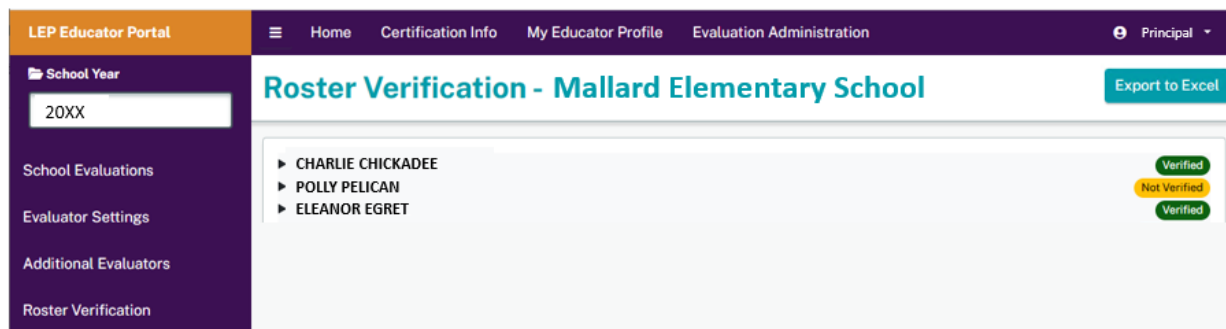 LEP Educator Portal
☰ Home Certification Info My Educator Profile Evaluation Administration Principal
School Year
20XX
School Evaluations
Evaluator Settings
Additional Evaluators
Roster Verification
Roster Verification - Mallard Elementary School
Export to Excel
CHARLIE CHICKADEE Verified
POLLY PELICAN Not Verified
ELEANOR EGRET Verified